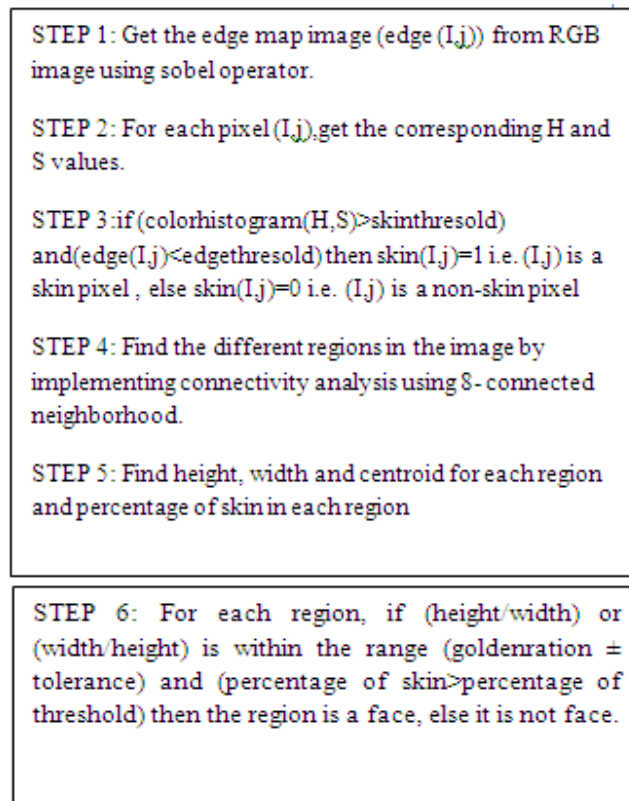 STEP 1: Get the edge map image (edge (I,j)) from RGB
image using sobel operator.
STEP 2: For each pixel (I,j),get the corresponding H and
S values.
STEP 3:if (colorhistogram(H,S)>skinthresold)
and(edge(I,j)<edgethresold) then skin(I,j)=1 i.e. (I,j) is a
skin pixel , else skin(I,j)=0 i.e. (I,j) is a non-skin pixel
STEP 4: Find the different regions in the image by
implementing connectivity analysis using 8- connected
neighborhood.
STEP 5: Find height, width and centroid for each region
and percentage of skin in each region
STEP 6: For each region, if (height/width) or
(width/height) is within the range (goldenration ±
tolerance) and (percentage of skin>percentage of
threshold) then the region is a face, else it is not face.